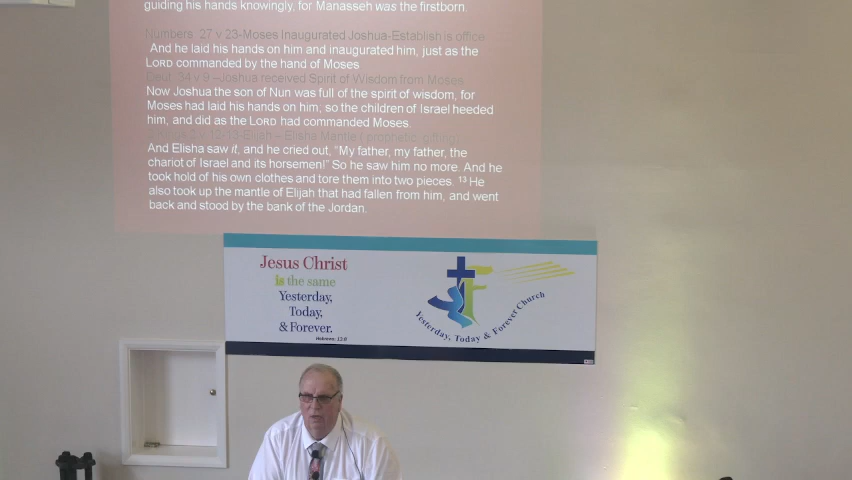 guiding his hands knowingly, for Manasseh was the firstborn.
Numbers 27 v 23-Moses Inaugurated Joshua-Establish is office
And he laid his hands on him and inaugurated him, just as the
LORD commanded by the hand of Moses
Deut 34 v 9 –Joshua received Spirit of Wisdom from Moses
Now Joshua the son of Nun was full of the spirit of wisdom, for
Moses had laid his hands on him; so the children of Israel heeded
him, and did as the LORD had commanded Moses.
Elijah – Elisha Mantle
And Elisha saw it, and he cried out, “My father, my father, the
chariot of Israel and its horsemen!” So he saw him no more. And he
took hold of his own clothes and tore them into two pieces. 13 He
also took up the mantle of Elijah that had fallen from him, and went
back and stood by the bank of the Jordan.
Jesus Christ
is the same
Yesterday,
Today,
& Forever.
Hebrews: 13:8
Yesterday, Today & Forever Church